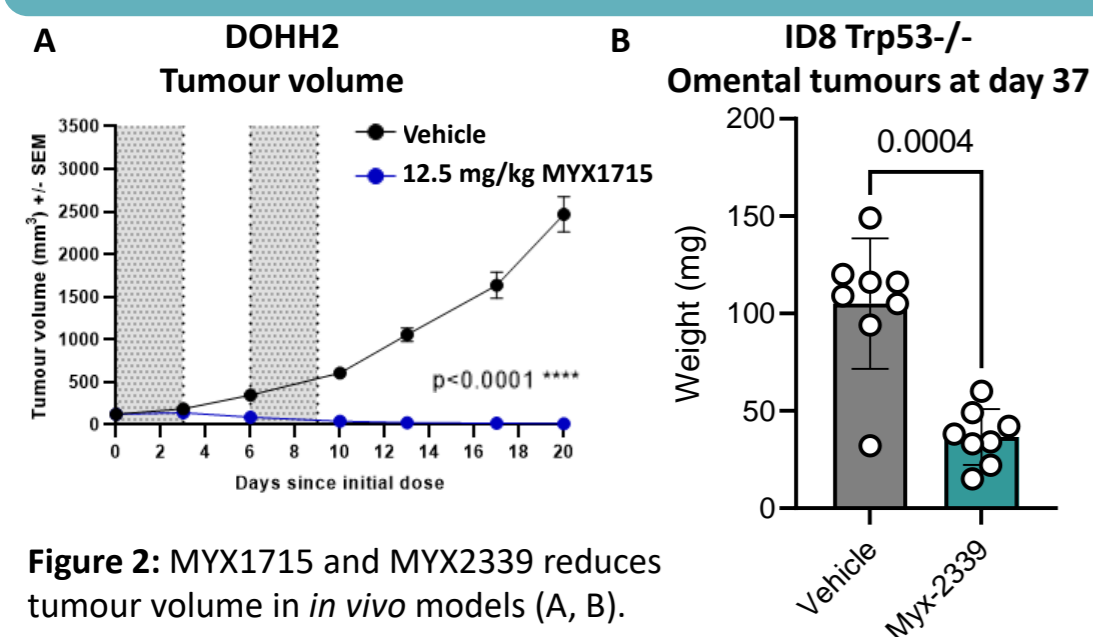 A
DOHH2
Tumour volume
Tumour volume (mm³) +/- SEM
3500
3000
2500
2000
1500
1000
500
0
Vehicle
12.5 mg/kg MYX1715
p<0.0001 ****
0 2 4 6 8 10 12 14 16 18 20
Days since initial dose
B
ID8 Trp53-/-
Omental tumours at day 37
Weight (mg)
200
150
100
50
0
0.0004
Vehicle
Myx-2339
Figure 2: MYX1715 and MYX2339 reduces
tumour volume in in vivo models (A, B).